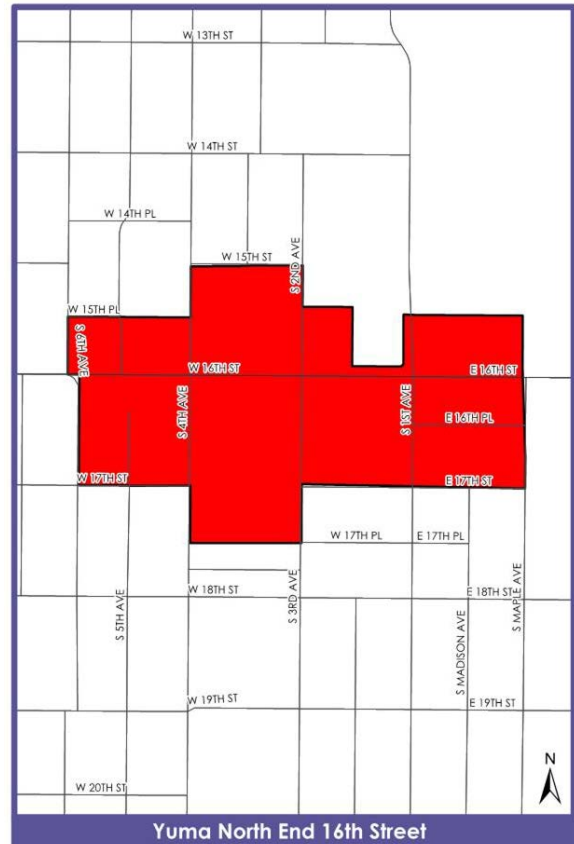 W 13TH ST
W 14TH ST
W 14TH PL
W 15TH ST
S 2ND AVE
W 15TH PL
S 6TH AVE
W 16TH ST
E 16TH ST
S 4TH AVE
S 1ST AVE
E 16TH PL
W 17TH ST
E 17TH ST
W 17TH PL
E 17TH PL
S 5TH AVE
W 18TH ST
S 3RD AVE
E 18TH ST
S MADISON AVE
S MAPLE AVE
W 19TH ST
E 19TH ST
W 20TH ST
N
Yuma North End 16th Street